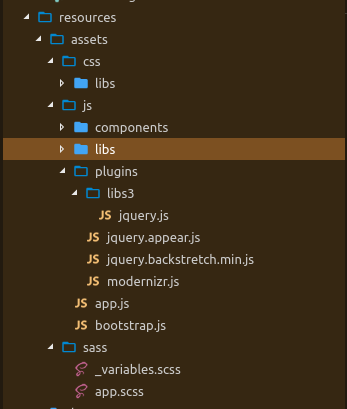 resources
assets
css
libs
js
components
libs
plugins
libs3
JS jquery.js
JS jquery.appear.js
JS jquery.backstretch.min.js
JS modernizr.js
JS app.js
JS bootstrap.js
sass
_variables.scss
app.scss